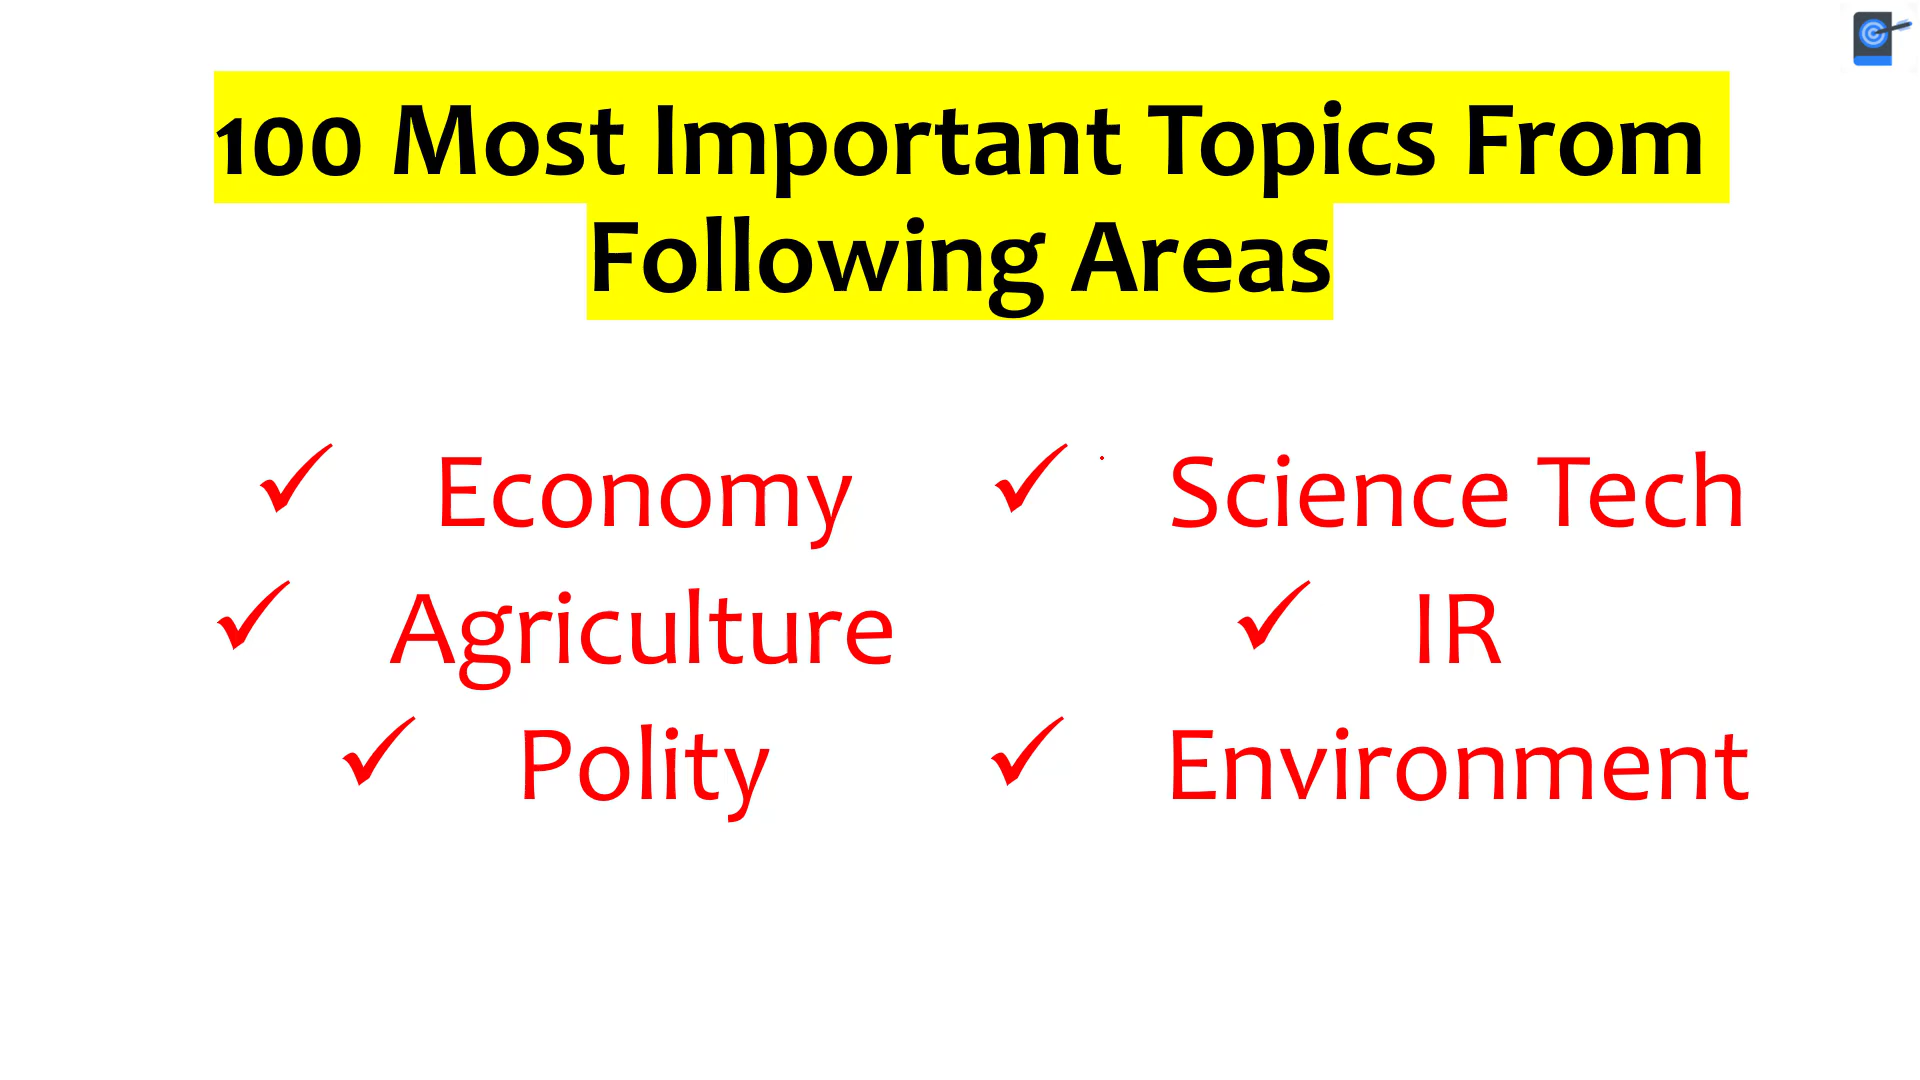 100 Most Important Topics From
Following Areas
✓ Economy
✓ Agriculture
✓ Polity
✓ Science Tech
✓ IR
✓ Environment